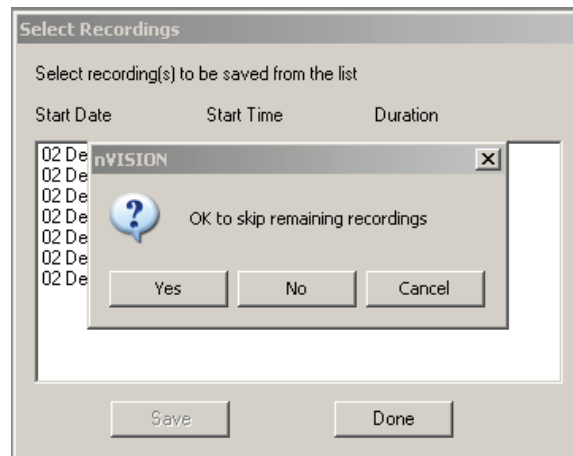 Select Recordings
Select recording(s) to be saved from the list
Start Date Start Time Duration
nVISION
02 De
02 De
02 De
02 De
02 De
02 De
02 De
OK to skip remaining recordings
Yes No Cancel
Save Done